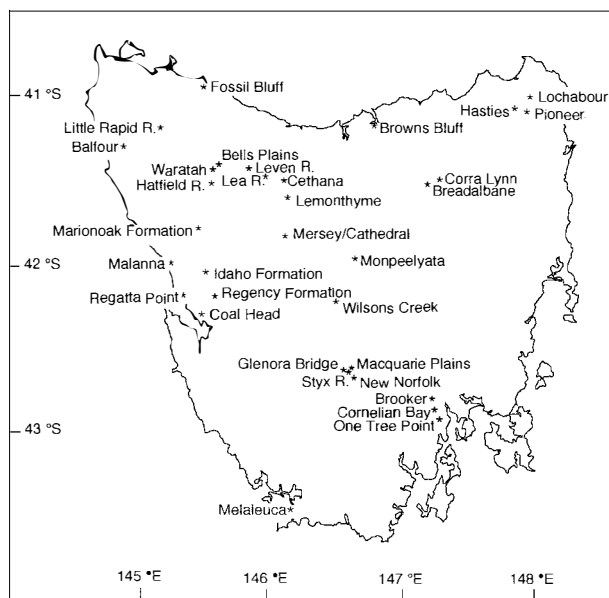 41 °S
Fossil Bluff
Lochabour
Hasties
Pioneer
Little Rapid R.
Browns Bluff
Balfour
Bells Plains
Waratah
Leven R.
Corra Lynn
Hatfield R.
Lea R.
Cethana
Breadalbane
Lemonthyme
Marionoak Formation
Mersey/Cathedral
42 °S
Malanna
Monpeelyata
Idaho Formation
Regatta Point
Regency Formation
Wilsons Creek
Coal Head
Glenora Bridge
Macquarie Plains
Styx R.
New Norfolk
Brooker
Cornelian Bay
43 °S
One Tree Point
Melaleuca
145 °E
146 °E
147 °E
148 °E